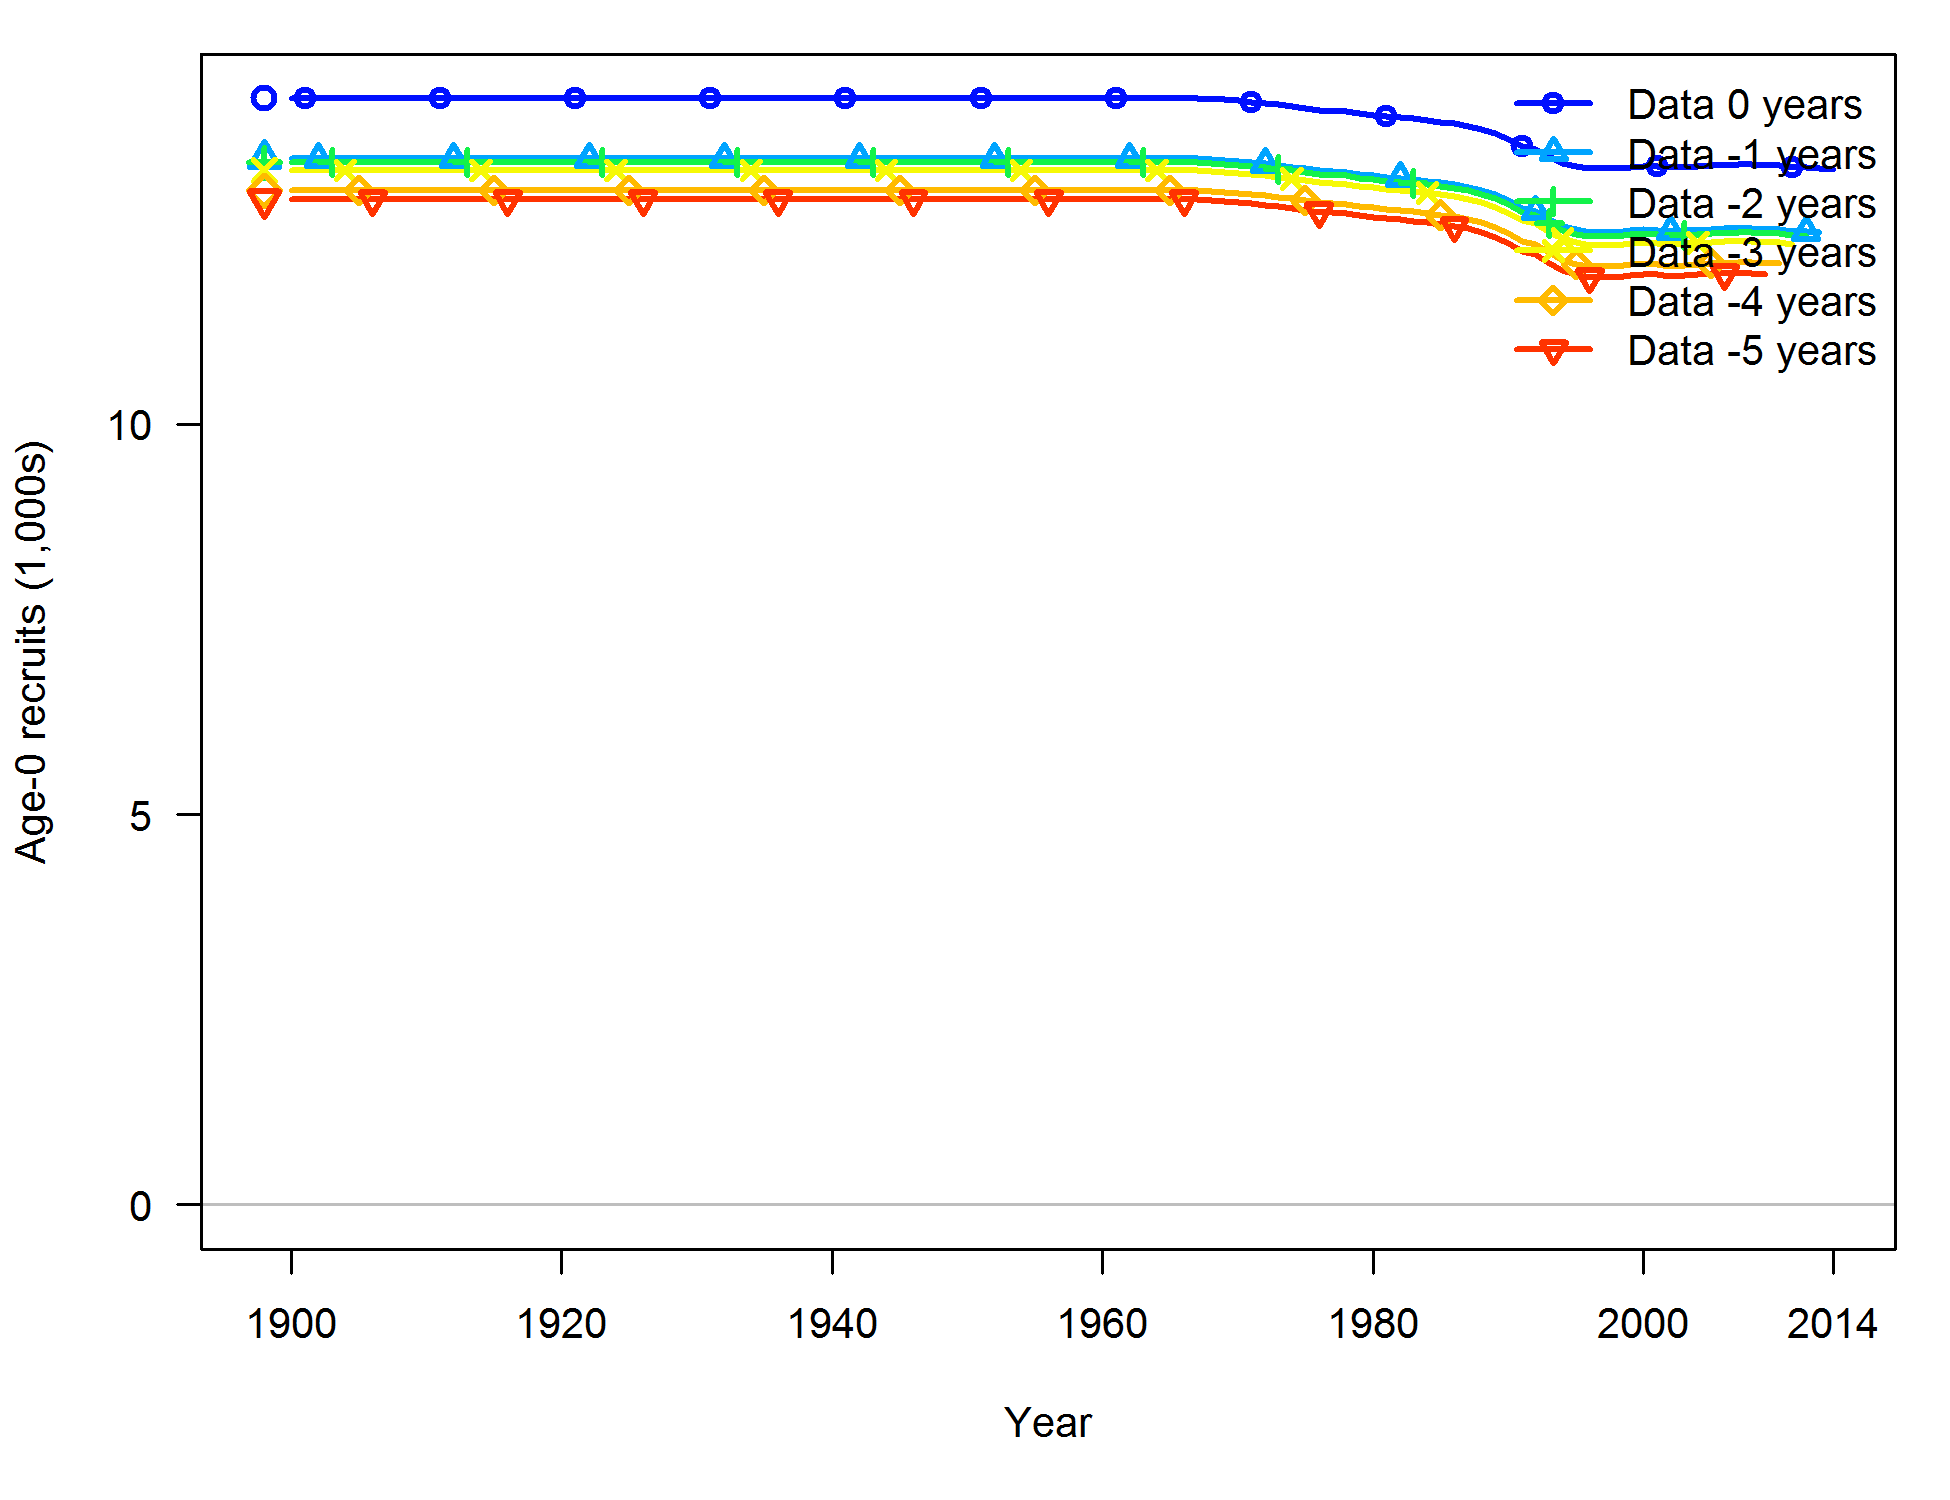 Data 0 years
Data -1 years
Data -2 years
Data -3 years
Data -4 years
Data -5 years
10
5
0
Age-0 recruits (1,000s)
1900 1920 1940 1960 1980 2000 2014
Year